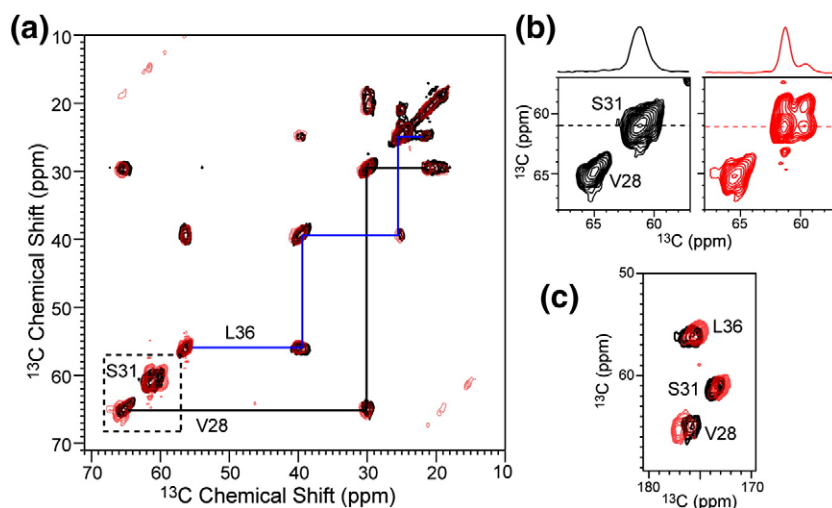 (a)
10
20
30
40
50
60
70
13C Chemical Shift (ppm)
L36
S31
V28
70 60 50 40 30 20 10
13C Chemical Shift (ppm)
(b)
60
65
13C (ppm)
S31
V28
65 60 65 60
13C (ppm) 13C (ppm)
(c)
50
60
13C (ppm)
L36
S31
V28
180 170
13C (ppm)